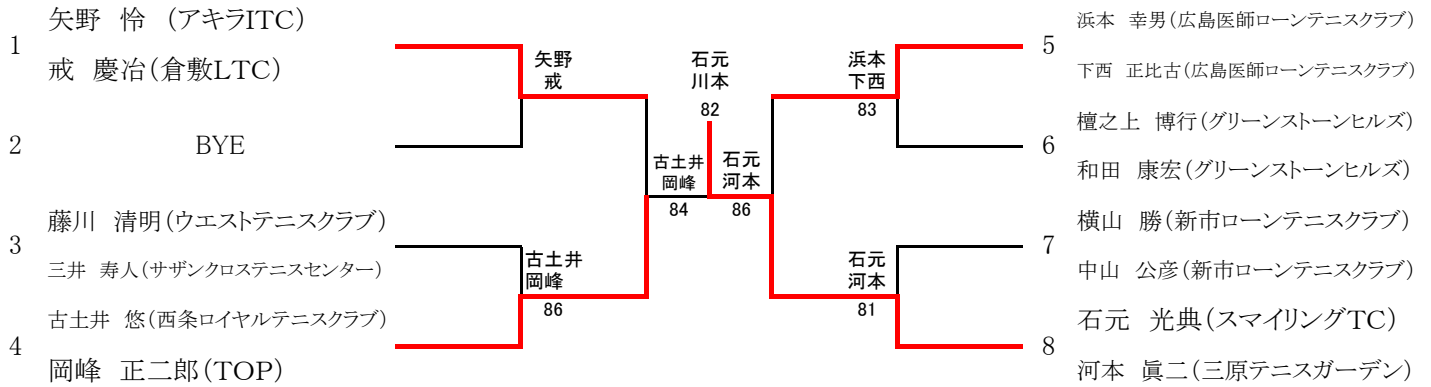 1
矢野　怜　(アキラITC)
戒　慶冶(倉敷LTC)
2
BYE
3
藤川　清明(ウエストテニスクラブ)
三井　寿人(サザンクロステニスセンター)
4
古土井　悠(西条ロイヤルテニスクラブ)
岡峰　正二郎(TOP)
矢野
戒
古土井
岡峰
86
古土井
岡峰
84
石元
川本
82
石元
河本
86
浜本
下西
83
石元
河本
81
5
浜本　幸男(広島医師ローンテニスクラブ)
下西　正比古(広島医師ローンテニスクラブ)
6
檀之上　博行(グリーンストーンヒルズ)
和田　康宏(グリーンストーンヒルズ)
7
横山　勝(新市ローンテニスクラブ)
中山　公彦(新市ローンテニスクラブ)
8
石元　光典(スマイリングTC)
河本　眞二(三原テニスガーデン)